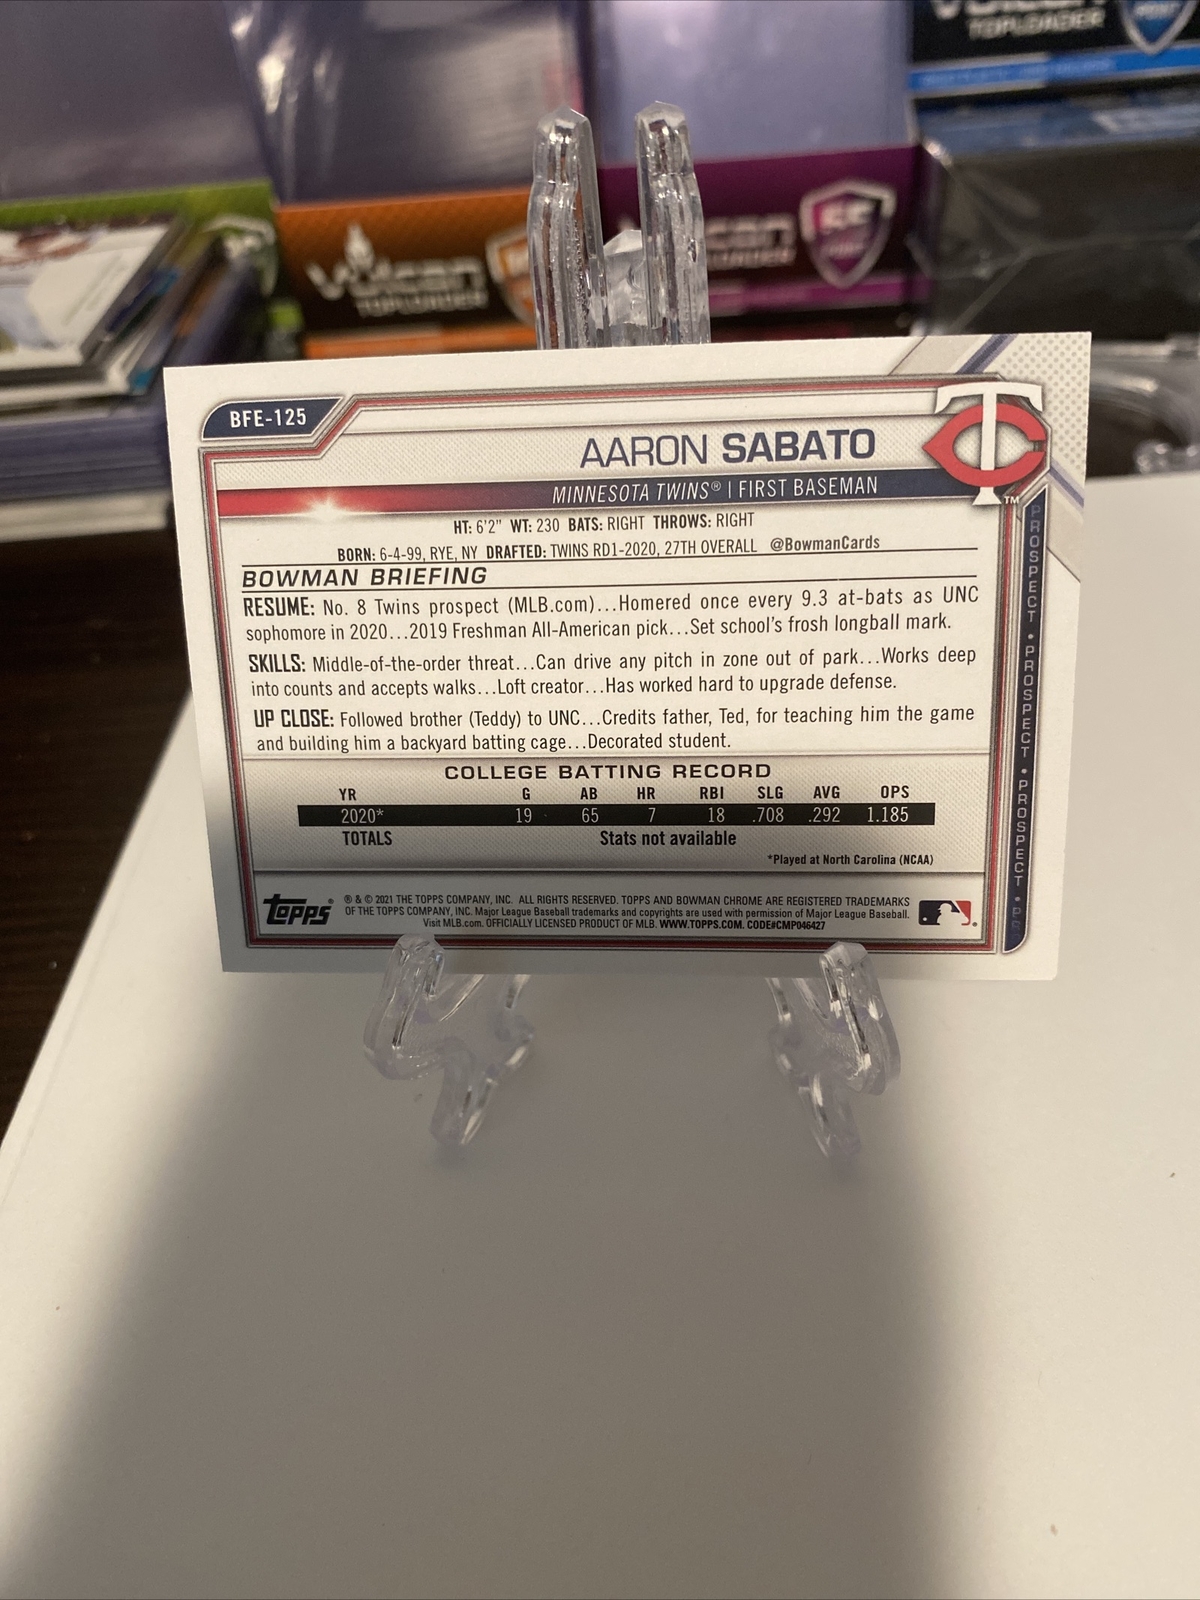 Vulcan
TOPLOADER
TOPLOADER
Vulcan
TOPLOADER
BFE-125
AARON SABATO
TC
TM
MINNESOTA TWINS® | FIRST BASEMAN
HT: 6'2" WT: 230 BATS: RIGHT THROWS: RIGHT
BORN: 6-4-99, RYE, NY DRAFTED: TWINS RD1-2020, 27TH OVERALL @BowmanCards
BOWMAN BRIEFING
RESUME: No. 8 Twins prospect (MLB.com)...Homered once every 9.3 at-bats as UNC
sophomore in 2020...2019 Freshman All-American pick...Set school's frosh longball mark.
SKILLS: Middle-of-the-order threat...Can drive any pitch in zone out of park...Works deep
into counts and accepts walks...Loft creator...Has worked hard to upgrade defense.
UP CLOSE: Followed brother (Teddy) to UNC...Credits father, Ted, for teaching him the game
and building him a backyard batting cage...Decorated student.
COLLEGE BATTING RECORD
YR G AB HR RBI SLG AVG OPS
2020* 19 65 7 18 .708 .292 1.185
TOTALS Stats not available
*Played at North Carolina (NCAA)
topps® ® & © 2021 THE TOPPS COMPANY, INC. ALL RIGHTS RESERVED. TOPPS AND BOWMAN CHROME ARE REGISTERED TRADEMARKS
OF THE TOPPS COMPANY, INC. Major League Baseball trademarks and copyrights are used with permission of Major League Baseball.
Visit MLB.com. OFFICIALLY LICENSED PRODUCT OF MLB. WWW.TOPPS.COM. CODE#CMP046427
PROSPECT • PROSPECT • PROSPECT • PR